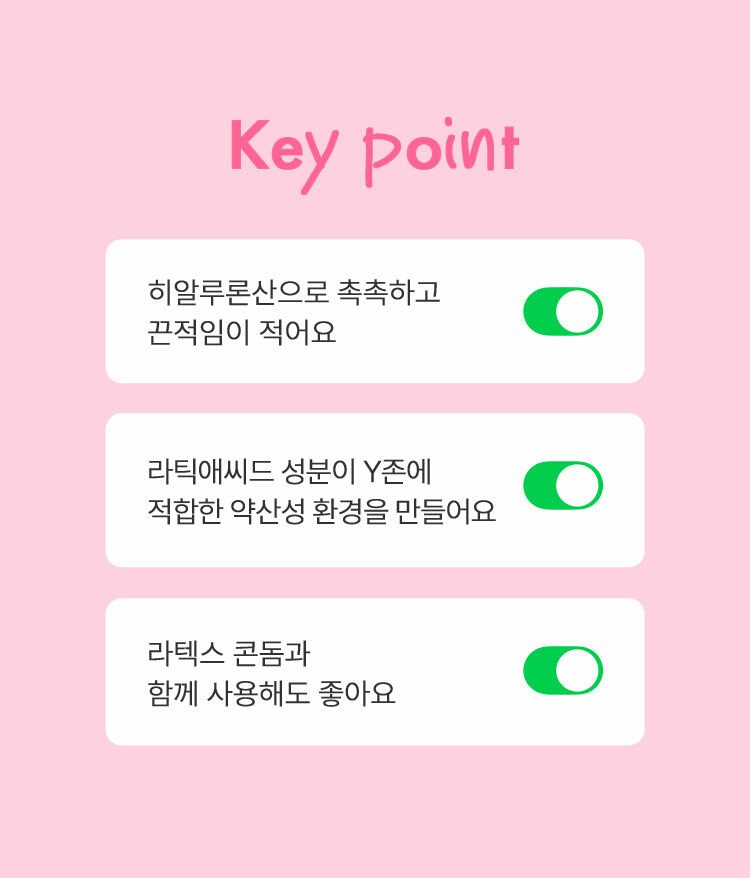 Key point
히알루론산으로 촉촉하고
끈적임이 적어요
라틱애씨드 성분이 Y존에
적합한 약산성 환경을 만들어요
라텍스 콘돔과
함께 사용해도 좋아요